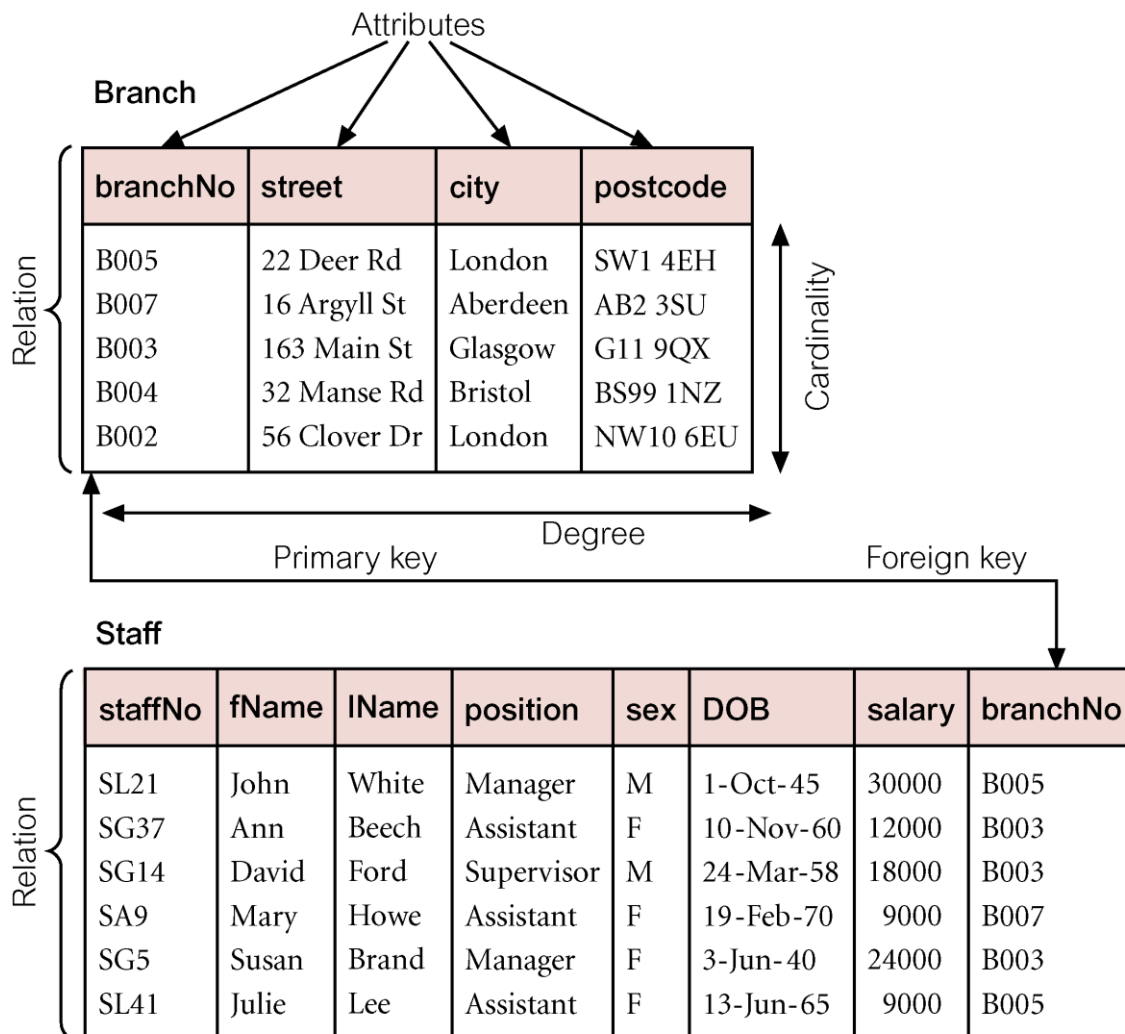 Attributes
Branch
Relation
branchNo street city postcode
B005 22 Deer Rd London SW1 4EH
B007 16 Argyll St Aberdeen AB2 3SU
B003 163 Main St Glasgow G11 9QX
B004 32 Manse Rd Bristol BS99 1NZ
B002 56 Clover Dr London NW10 6EU
Cardinality
Degree
Primary key Foreign key
Staff
Relation
staffNo fName lName position sex DOB salary branchNo
SL21 John White Manager M 1-Oct-45 30000 B005
SG37 Ann Beech Assistant F 10-Nov-60 12000 B003
SG14 David Ford Supervisor M 24-Mar-58 18000 B003
SA9 Mary Howe Assistant F 19-Feb-70 9000 B007
SG5 Susan Brand Manager F 3-Jun-40 24000 B003
SL41 Julie Lee Assistant F 13-Jun-65 9000 B005